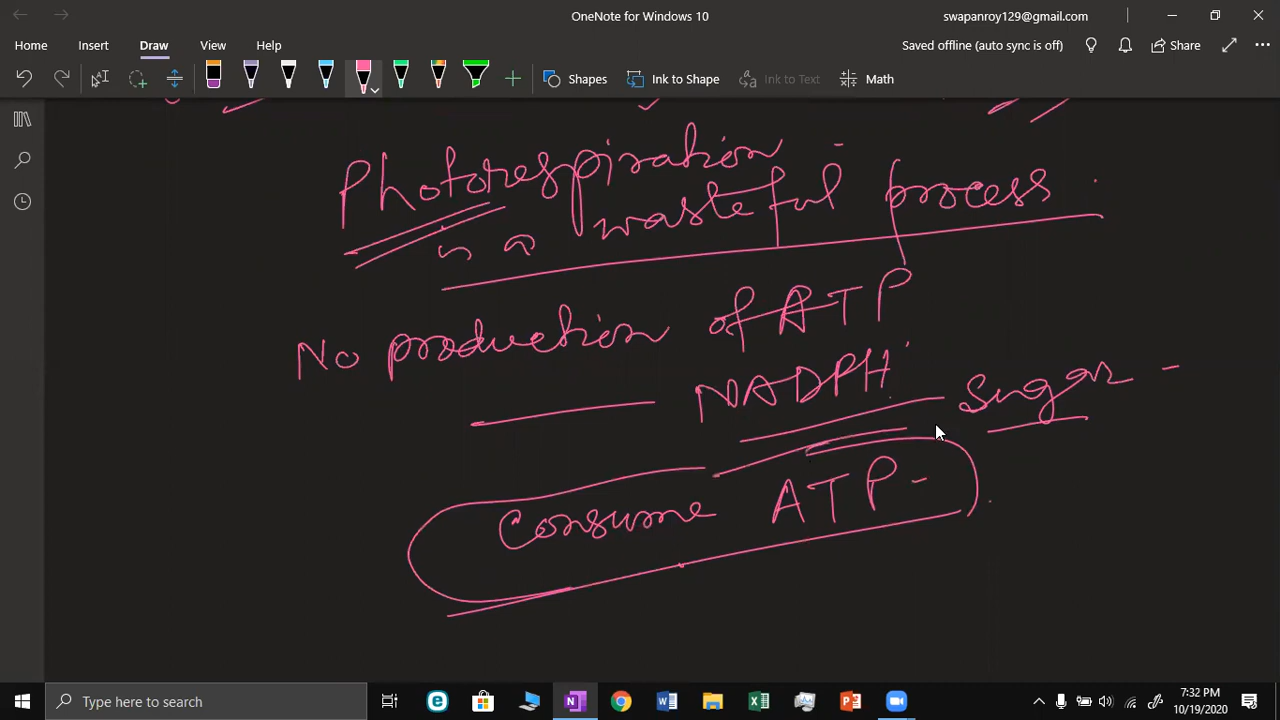 OneNote for Windows 10
swapanroy129@gmail.com
Home Insert Draw View Help
Saved offline (auto sync is off)
Share
Shapes
Ink to Shape
Ink to Text
Math
Photorespiration -
is a wasteful process .
No production of ATP
NADPH
Sugar -
Consume ATP -
Type here to search
7:32 PM
10/19/2020